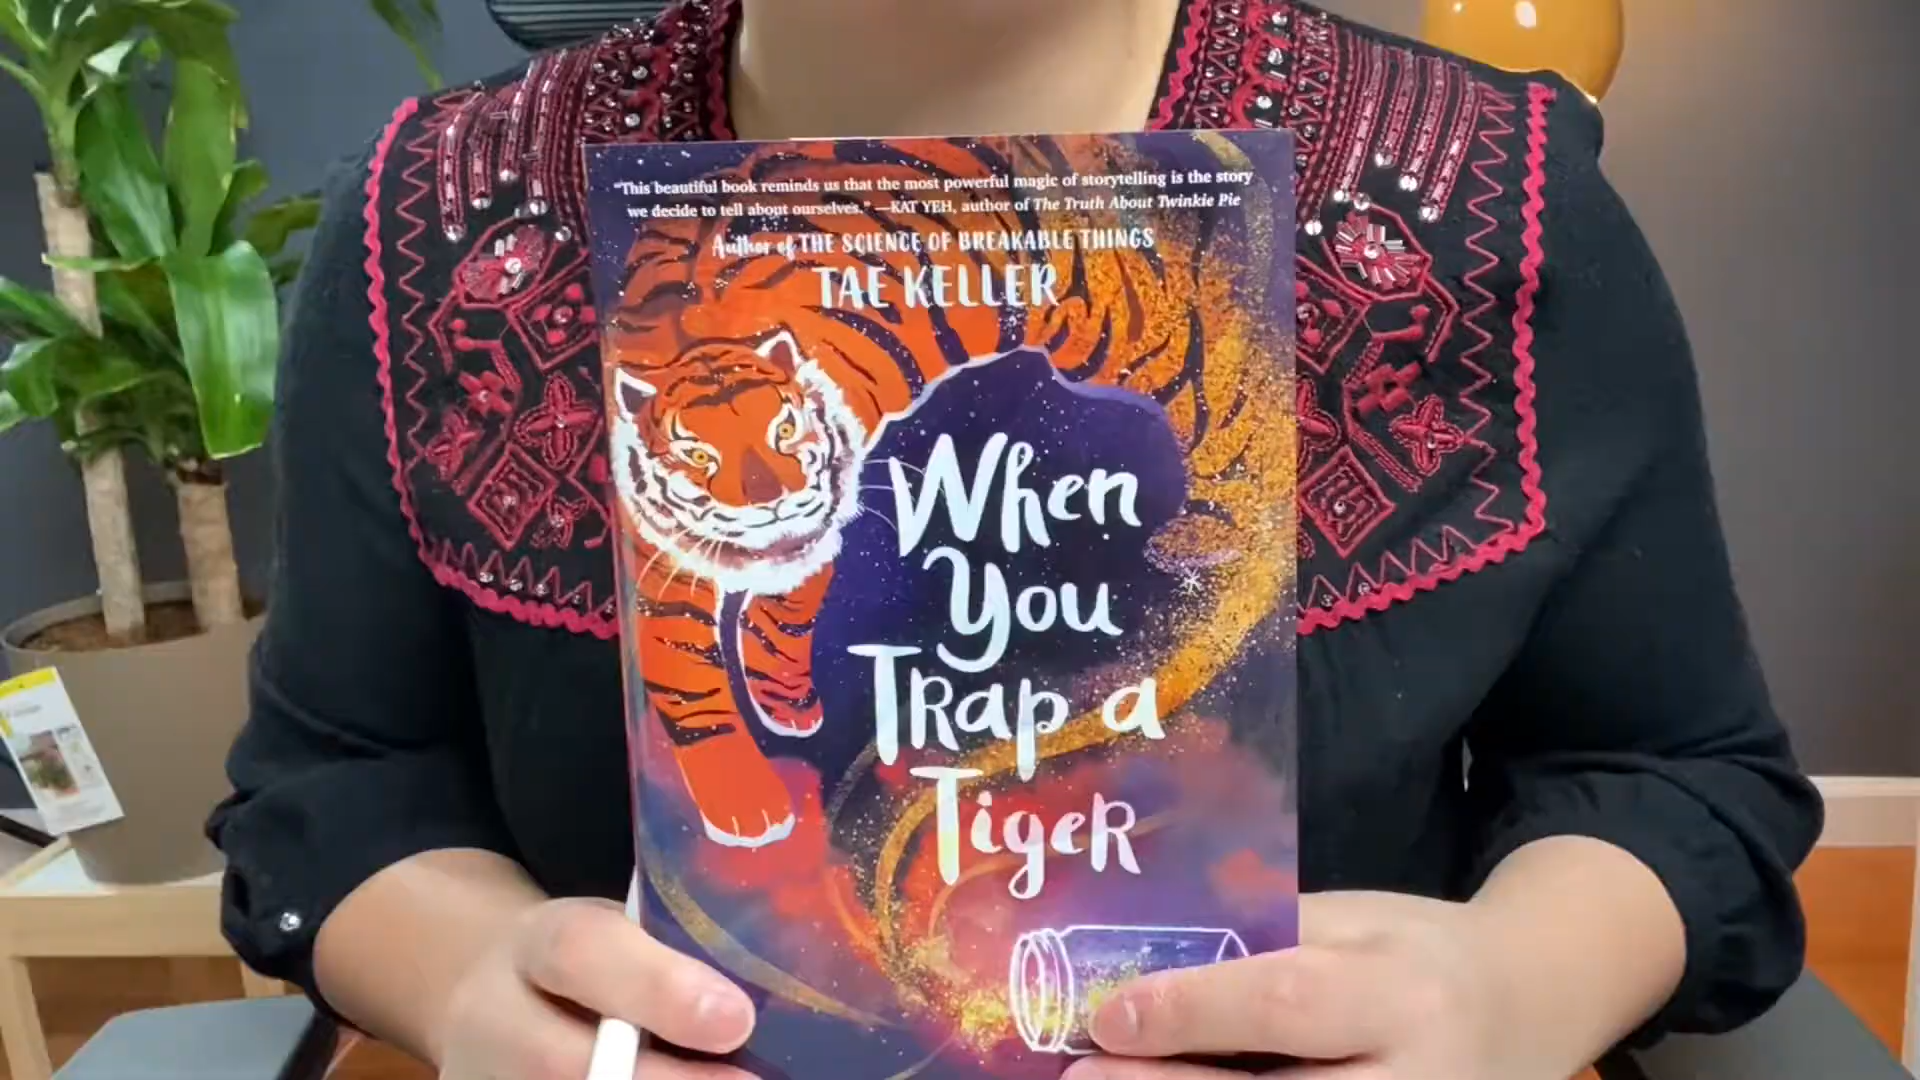 "This beautiful book reminds us that the most powerful magic of storytelling is the story
we decide to tell about ourselves." —KAT YEH, author of The Truth About Twinkie Pie
Author of THE SCIENCE OF BREAKABLE THINGS
TAE KELLER
When
You
TRap a
TigeR